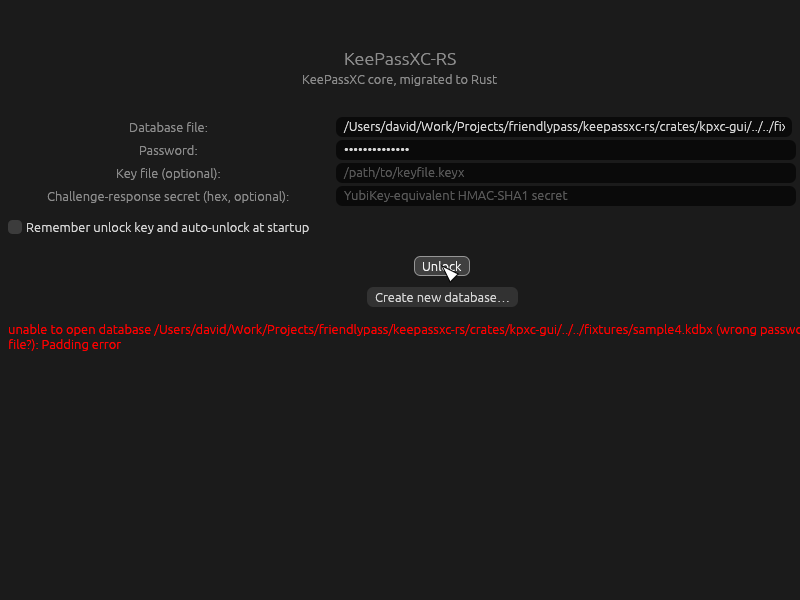 KeePassXC-RS
KeePassXC core, migrated to Rust
Database file:
/Users/david/Work/Projects/friendlypass/keepassxc-rs/crates/kpxc-gui/../../fix
Password:
••••••••••••••
Key file (optional):
/path/to/keyfile.keyx
Challenge-response secret (hex, optional):
YubiKey-equivalent HMAC-SHA1 secret
Remember unlock key and auto-unlock at startup
Unlock
Create new database…
unable to open database /Users/david/Work/Projects/friendlypass/keepassxc-rs/crates/kpxc-gui/../../fixtures/sample4.kdbx (wrong passwo
file?): Padding error